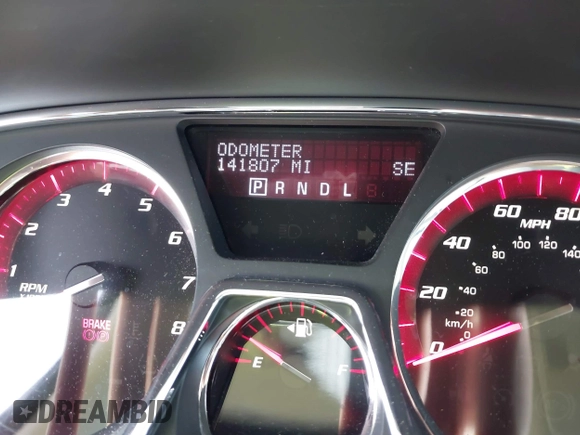 ODOMETER
141807 MI SE
P R N D L
1 2 3 4 5 6 7 8
RPM
BRAKE
E F
0 20 40 60 80
MPH
0 20 40 60 80 100 120 140
km/h
DREAMBID